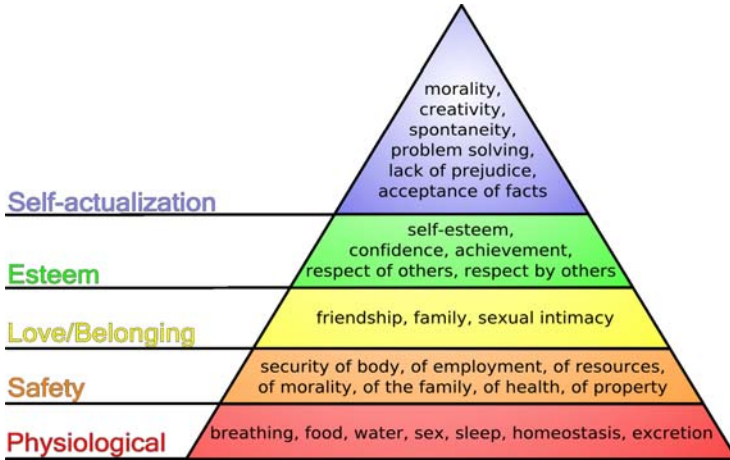 morality,
creativity,
spontaneity,
problem solving,
lack of prejudice,
acceptance of facts
Self-actualization
self-esteem,
confidence, achievement,
respect of others, respect by others
Esteem
friendship, family, sexual intimacy
Love/Belonging
security of body, of employment, of resources,
of morality, of the family, of health, of property
Safety
breathing, food, water, sex, sleep, homeostasis, excretion
Physiological